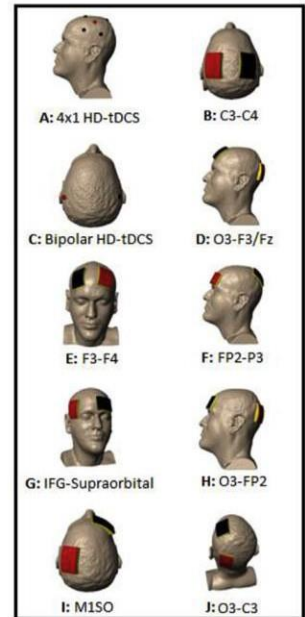 A: 4x1 HD-tDCS
B: C3-C4
C: Bipolar HD-tDCS
D: O3-F3/Fz
E: F3-F4
F: FP2-P3
G: IFG-Supraorbital
H: O3-FP2
I: M1SO
J: O3-C3